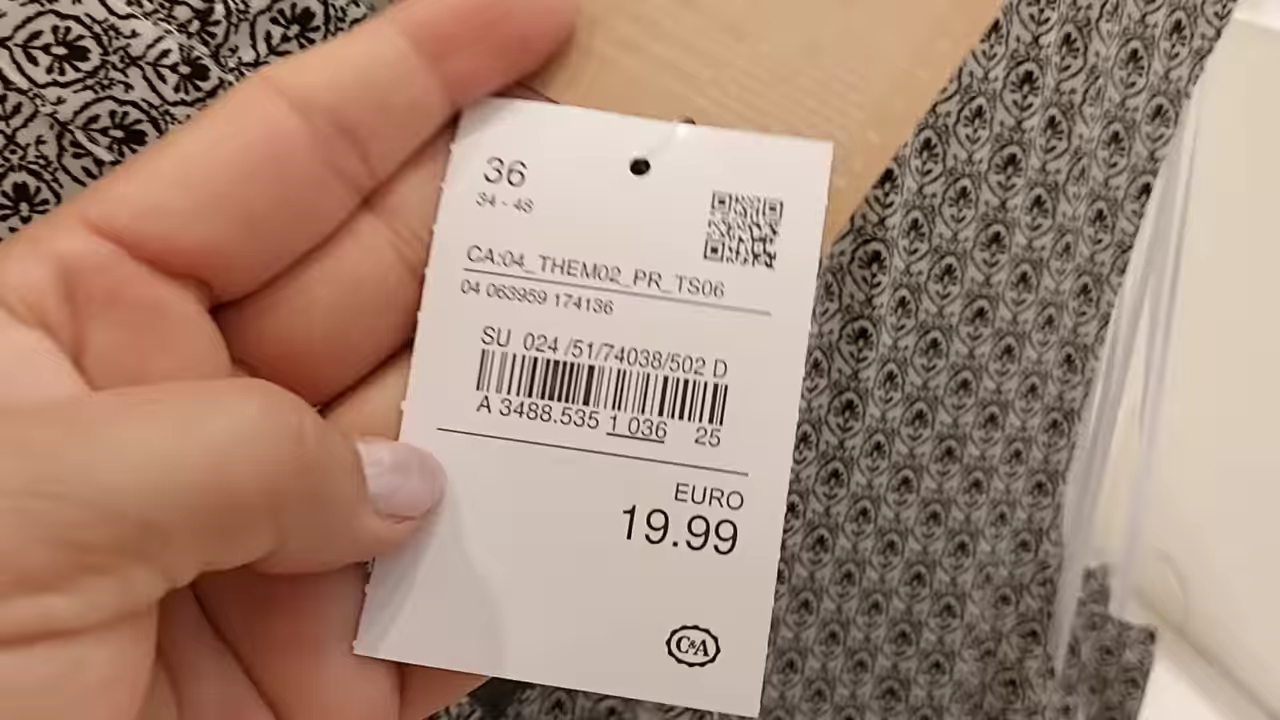 36
34 - 48
CA:04_THEM02_PR_TS06
04 063959 174136
SU 024 /51/74038/502 D
A 3488.535 1 036 25
EURO
19.99
C&A